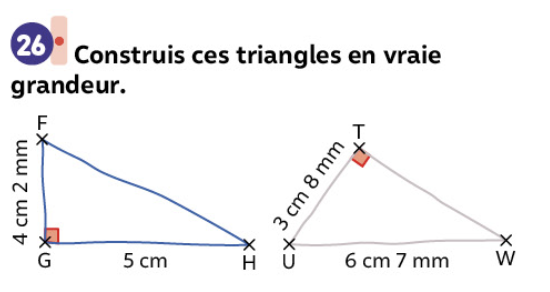 26 Construis ces triangles en vraie
grandeur.
F
4 cm 2 mm
G
5 cm
H
T
3 cm 8 mm
U
6 cm 7 mm
W